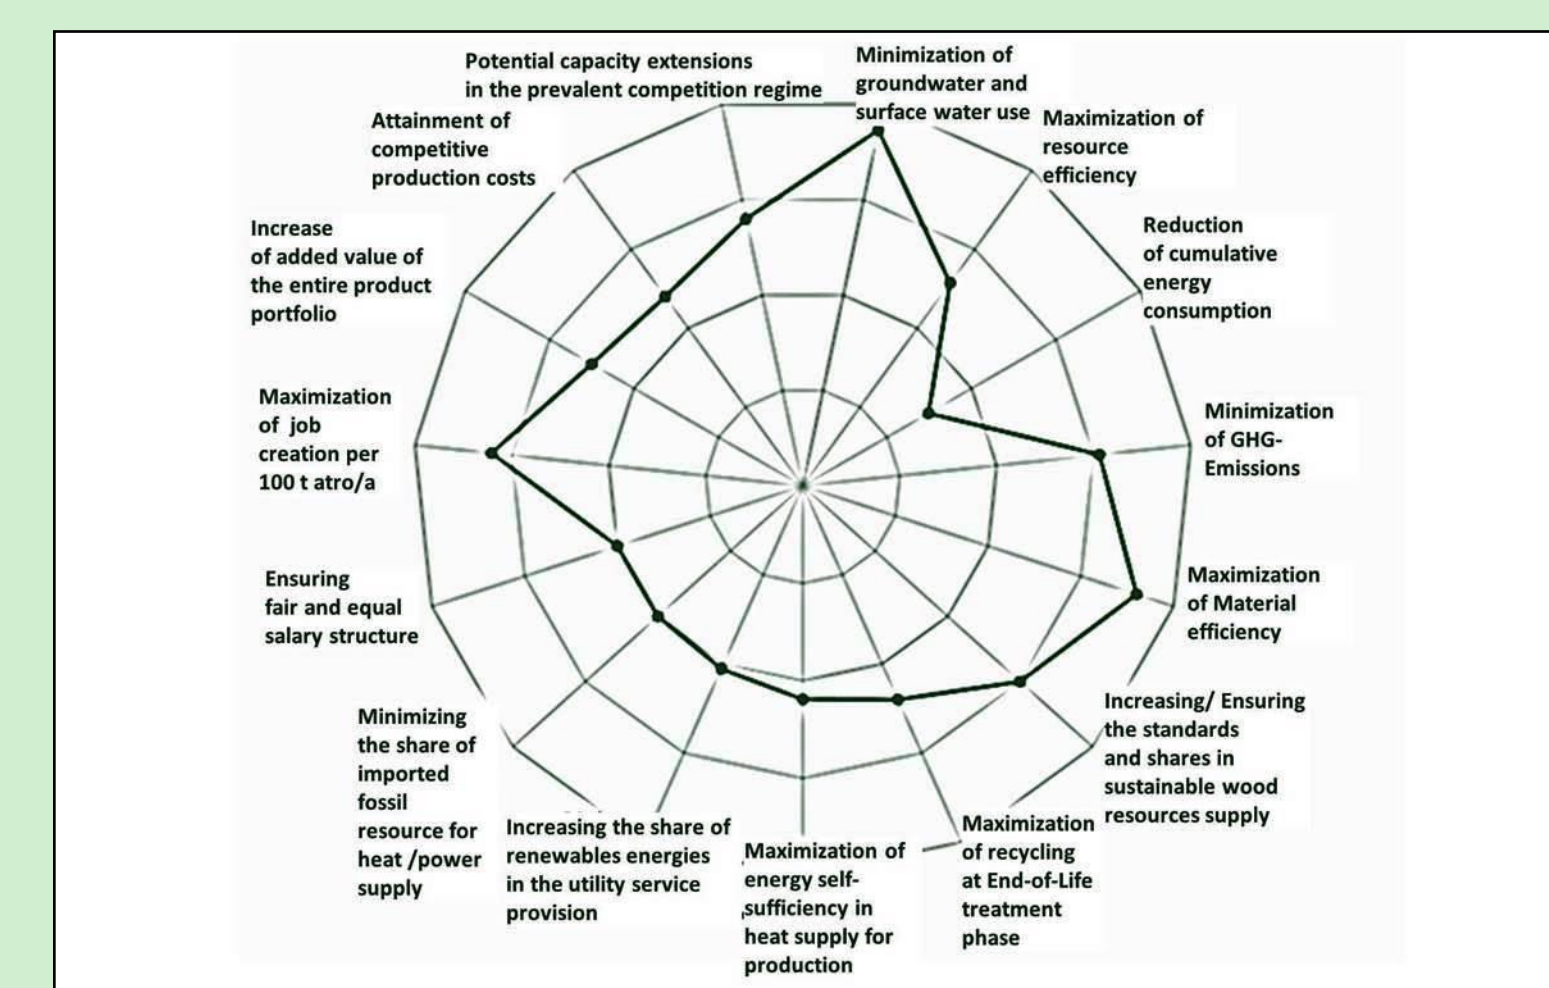 Potential capacity extensions
in the prevalent competition regime
Minimization of
groundwater and
surface water use
Maximization of
resource
efficiency
Reduction
of cumulative
energy
consumption
Minimization
of GHG-
Emissions
Maximization
of Material
efficiency
Increasing/ Ensuring
the standards
and shares in
sustainable wood
resources supply
Maximization
of recycling
at End-of-Life
treatment
phase
Maximization of
energy self-
sufficiency in
heat supply for
production
Increasing the share of
renewables energies
in the utility service
provision
Minimizing
the share of
imported
fossil
resource for
heat /power
supply
Ensuring
fair and equal
salary structure
Maximization
of job
creation per
100 t atro/a
Increase
of added value of
the entire product
portfolio
Attainment of
competitive
production costs